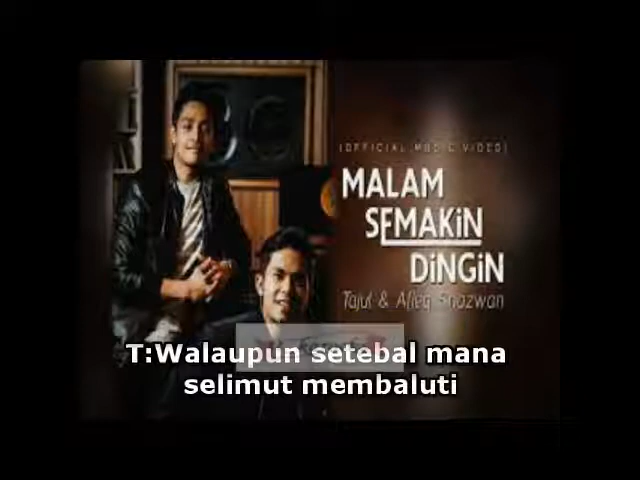 (OFFICIAL MUSIC VIDEO)
MALAM
SEMAKiN
DiNGiN
Tajul & Afieq Shazwan
T:Walaupun setebal mana
selimut membaluti